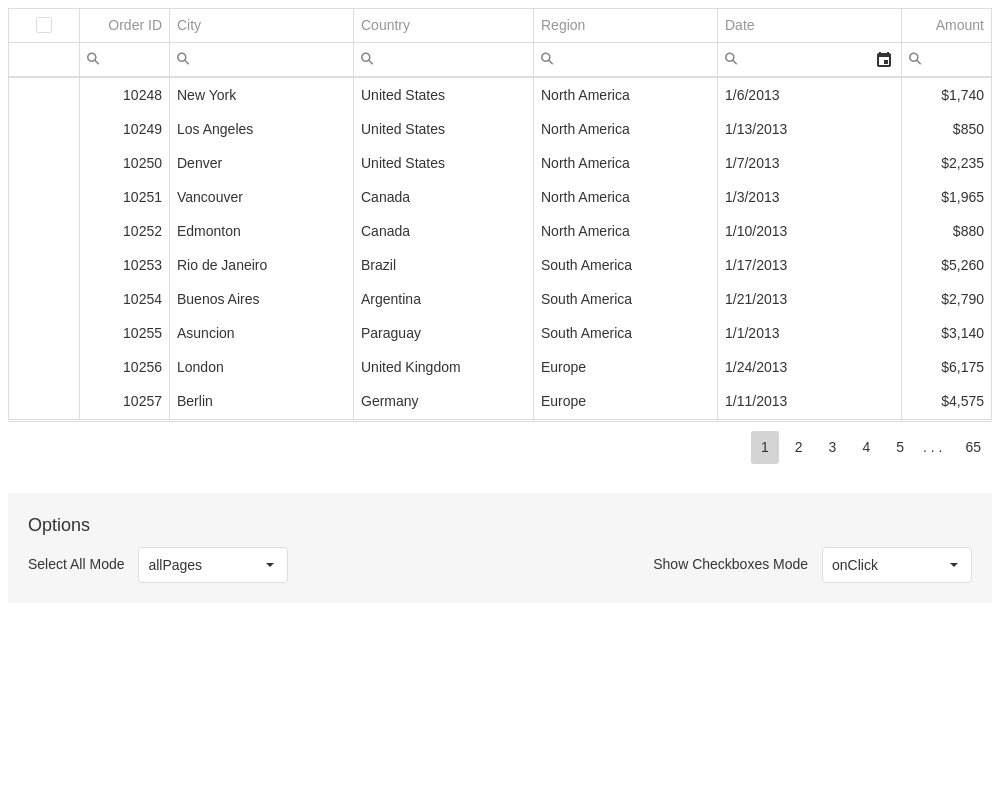 Order ID City Country Region Date Amount
10248 New York United States North America 1/6/2013 $1,740
10249 Los Angeles United States North America 1/13/2013 $850
10250 Denver United States North America 1/7/2013 $2,235
10251 Vancouver Canada North America 1/3/2013 $1,965
10252 Edmonton Canada North America 1/10/2013 $880
10253 Rio de Janeiro Brazil South America 1/17/2013 $5,260
10254 Buenos Aires Argentina South America 1/21/2013 $2,790
10255 Asuncion Paraguay South America 1/1/2013 $3,140
10256 London United Kingdom Europe 1/24/2013 $6,175
10257 Berlin Germany Europe 1/11/2013 $4,575
1 2 3 4 5 . . . 65
Options
Select All Mode allPages Show Checkboxes Mode onClick